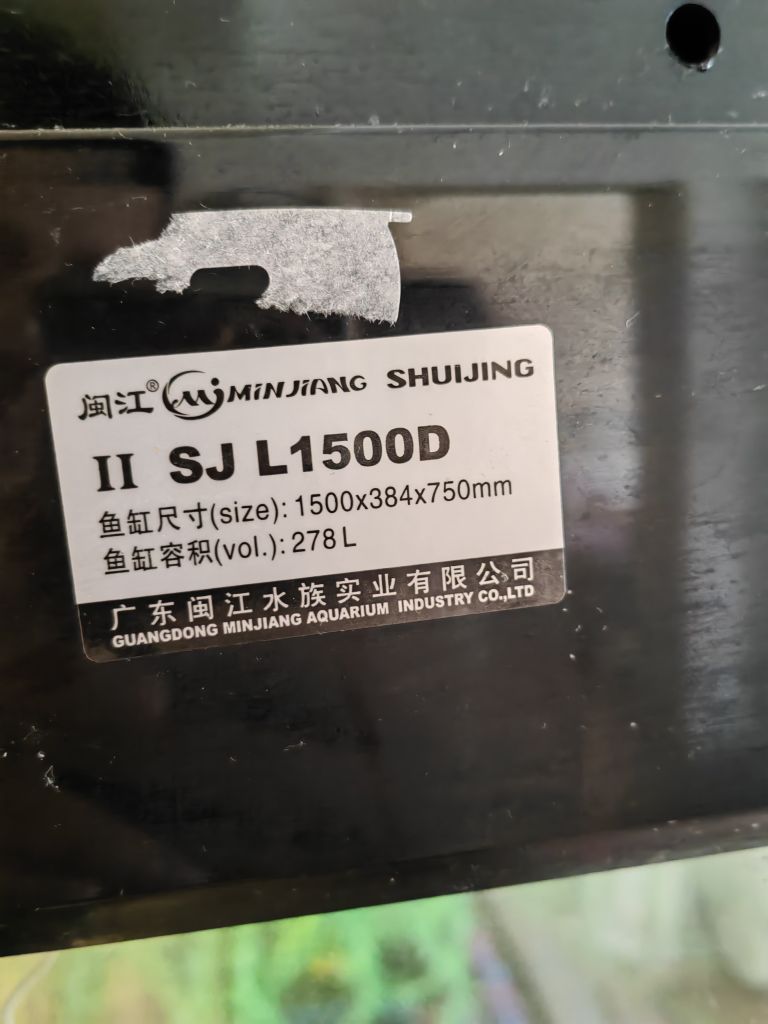 闽江® MJ MINJIANG SHUIJING
II SJ L1500D
鱼缸尺寸(size): 1500x384x750mm
鱼缸容积(vol.): 278 L
广东闽江水族实业有限公司
GUANGDONG MINJIANG AQUARIUM INDUSTRY CO.,LTD